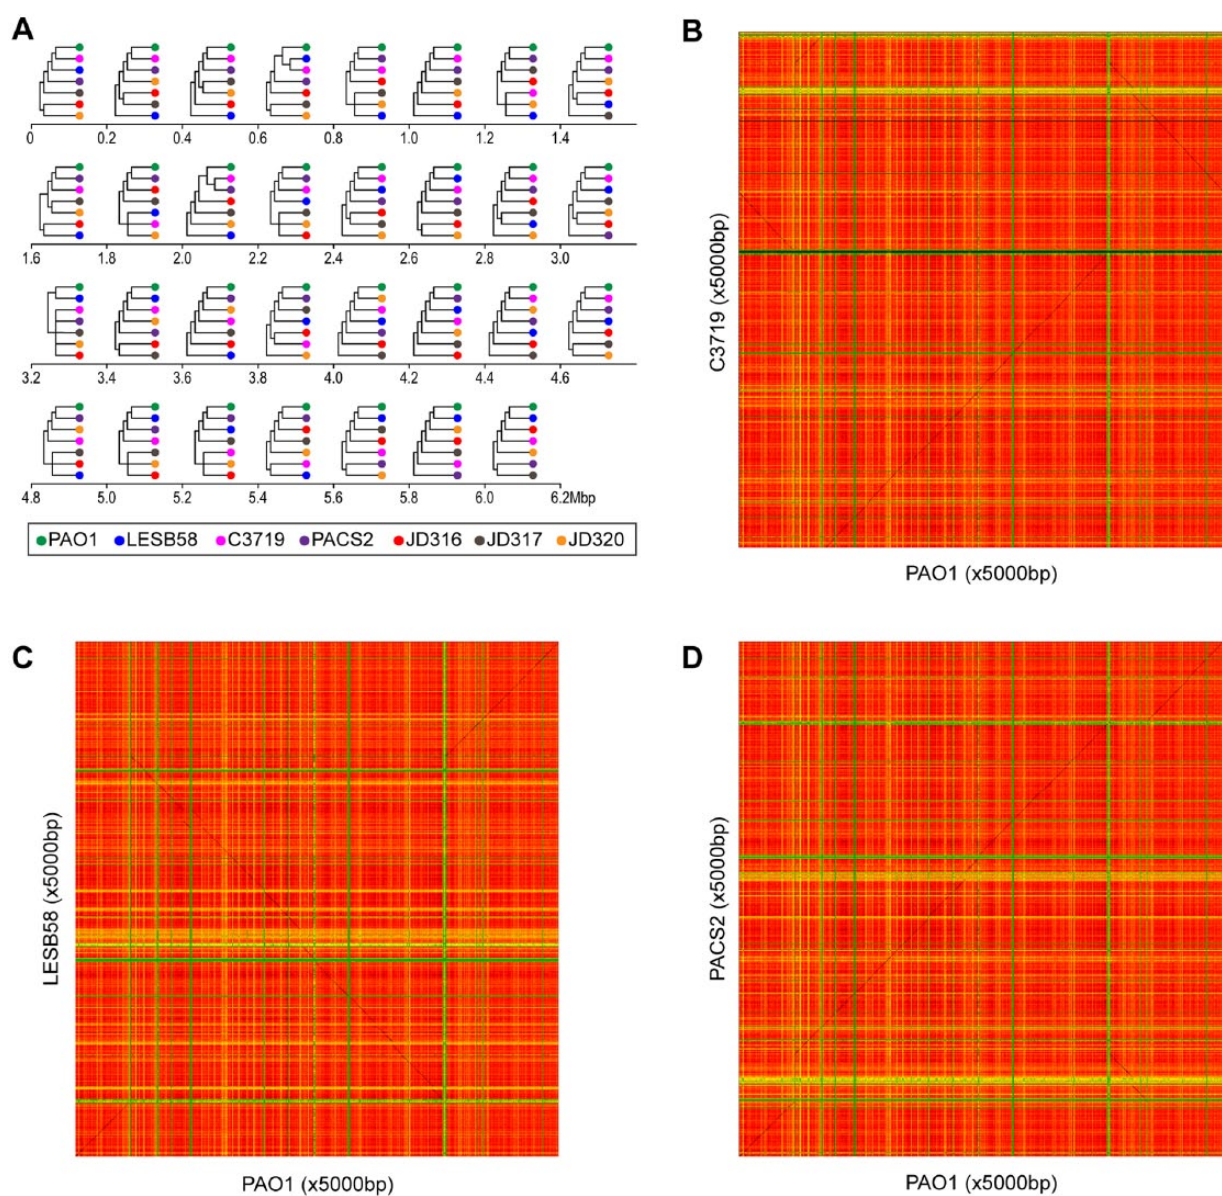 A
0 0.2 0.4 0.6 0.8 1.0 1.2 1.4
1.6 1.8 2.0 2.2 2.4 2.6 2.8 3.0
3.2 3.4 3.6 3.8 4.0 4.2 4.4 4.6
4.8 5.0 5.2 5.4 5.6 5.8 6.0 6.2Mbp
PAO1 LESB58 C3719 PACS2 JD316 JD317 JD320
B
C3719 (x5000bp)
PAO1 (x5000bp)
C
LESB58 (x5000bp)
PAO1 (x5000bp)
D
PACS2 (x5000bp)
PAO1 (x5000bp)